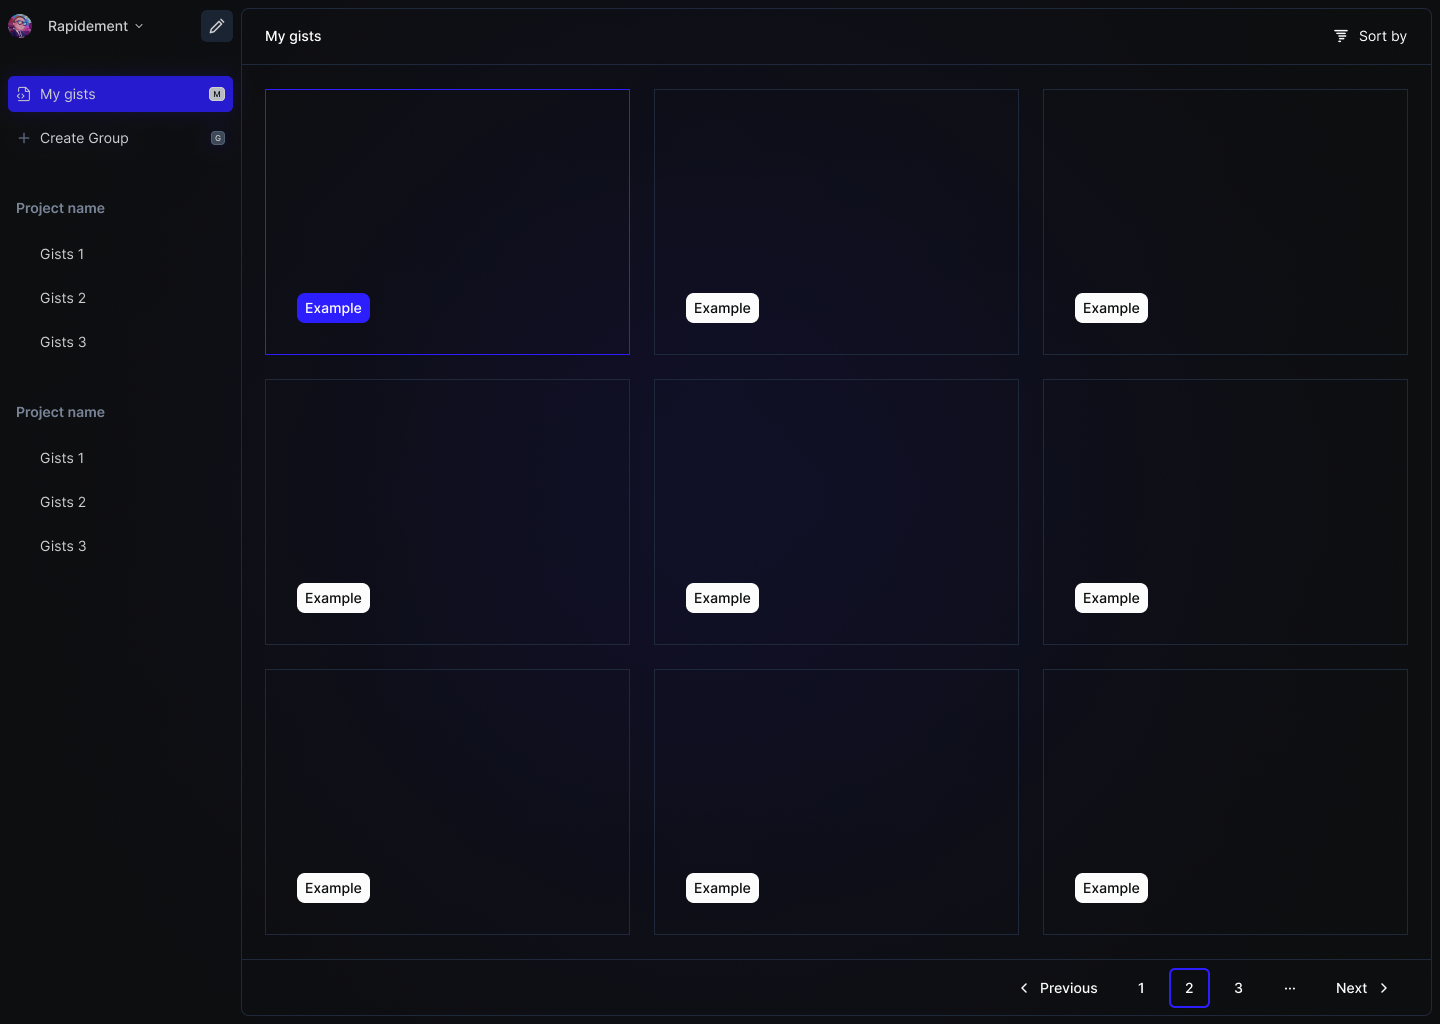 Rapidement
My gists M
Create Group G
Project name
Gists 1
Gists 2
Gists 3
Project name
Gists 1
Gists 2
Gists 3
My gists
Sort by
Example
Example
Example
Example
Example
Example
Example
Example
Example
Previous 1 2 3 ... Next